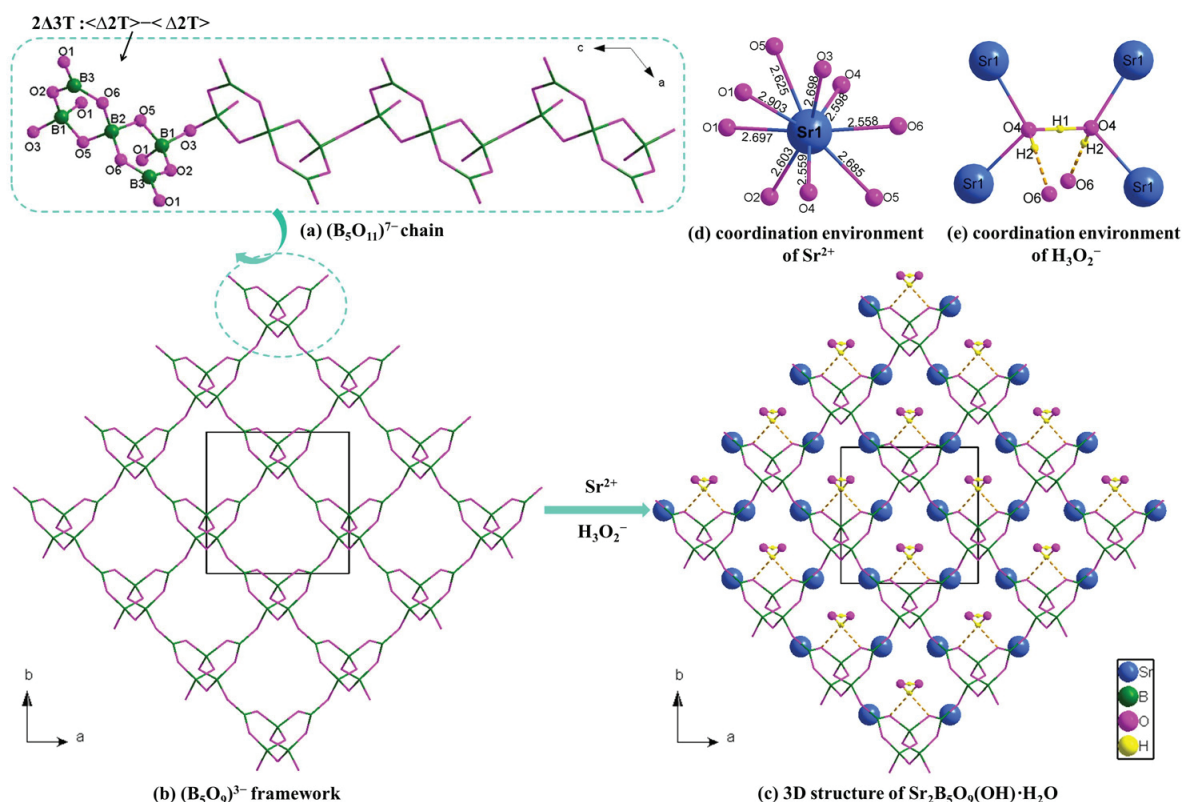 2Δ3T :<Δ2T>−< Δ2T>
O1
B3
O2
O6
O1
B1
B2
O5
B1
O3
O5
O3
O1
O6
O2
B3
O1
c
a
(a) (B₅O₁₁)⁷⁻ chain
O5
O3
O4
O1
2.625
2.698
2.598
2.903
O1
Sr1
2.558
O6
2.697
2.603
2.559
2.685
O2
O4
O5
(d) coordination environment
of Sr²⁺
Sr1
Sr1
O4
H1
O4
H2
H2
O6
O6
Sr1
Sr1
(e) coordination environment
of H₃O₂⁻
Sr²⁺
H₃O₂⁻
b
a
(b) (B₅O₉)³⁻ framework
b
a
Sr
B
O
H
(c) 3D structure of Sr₂B₅O₉(OH)·H₂O